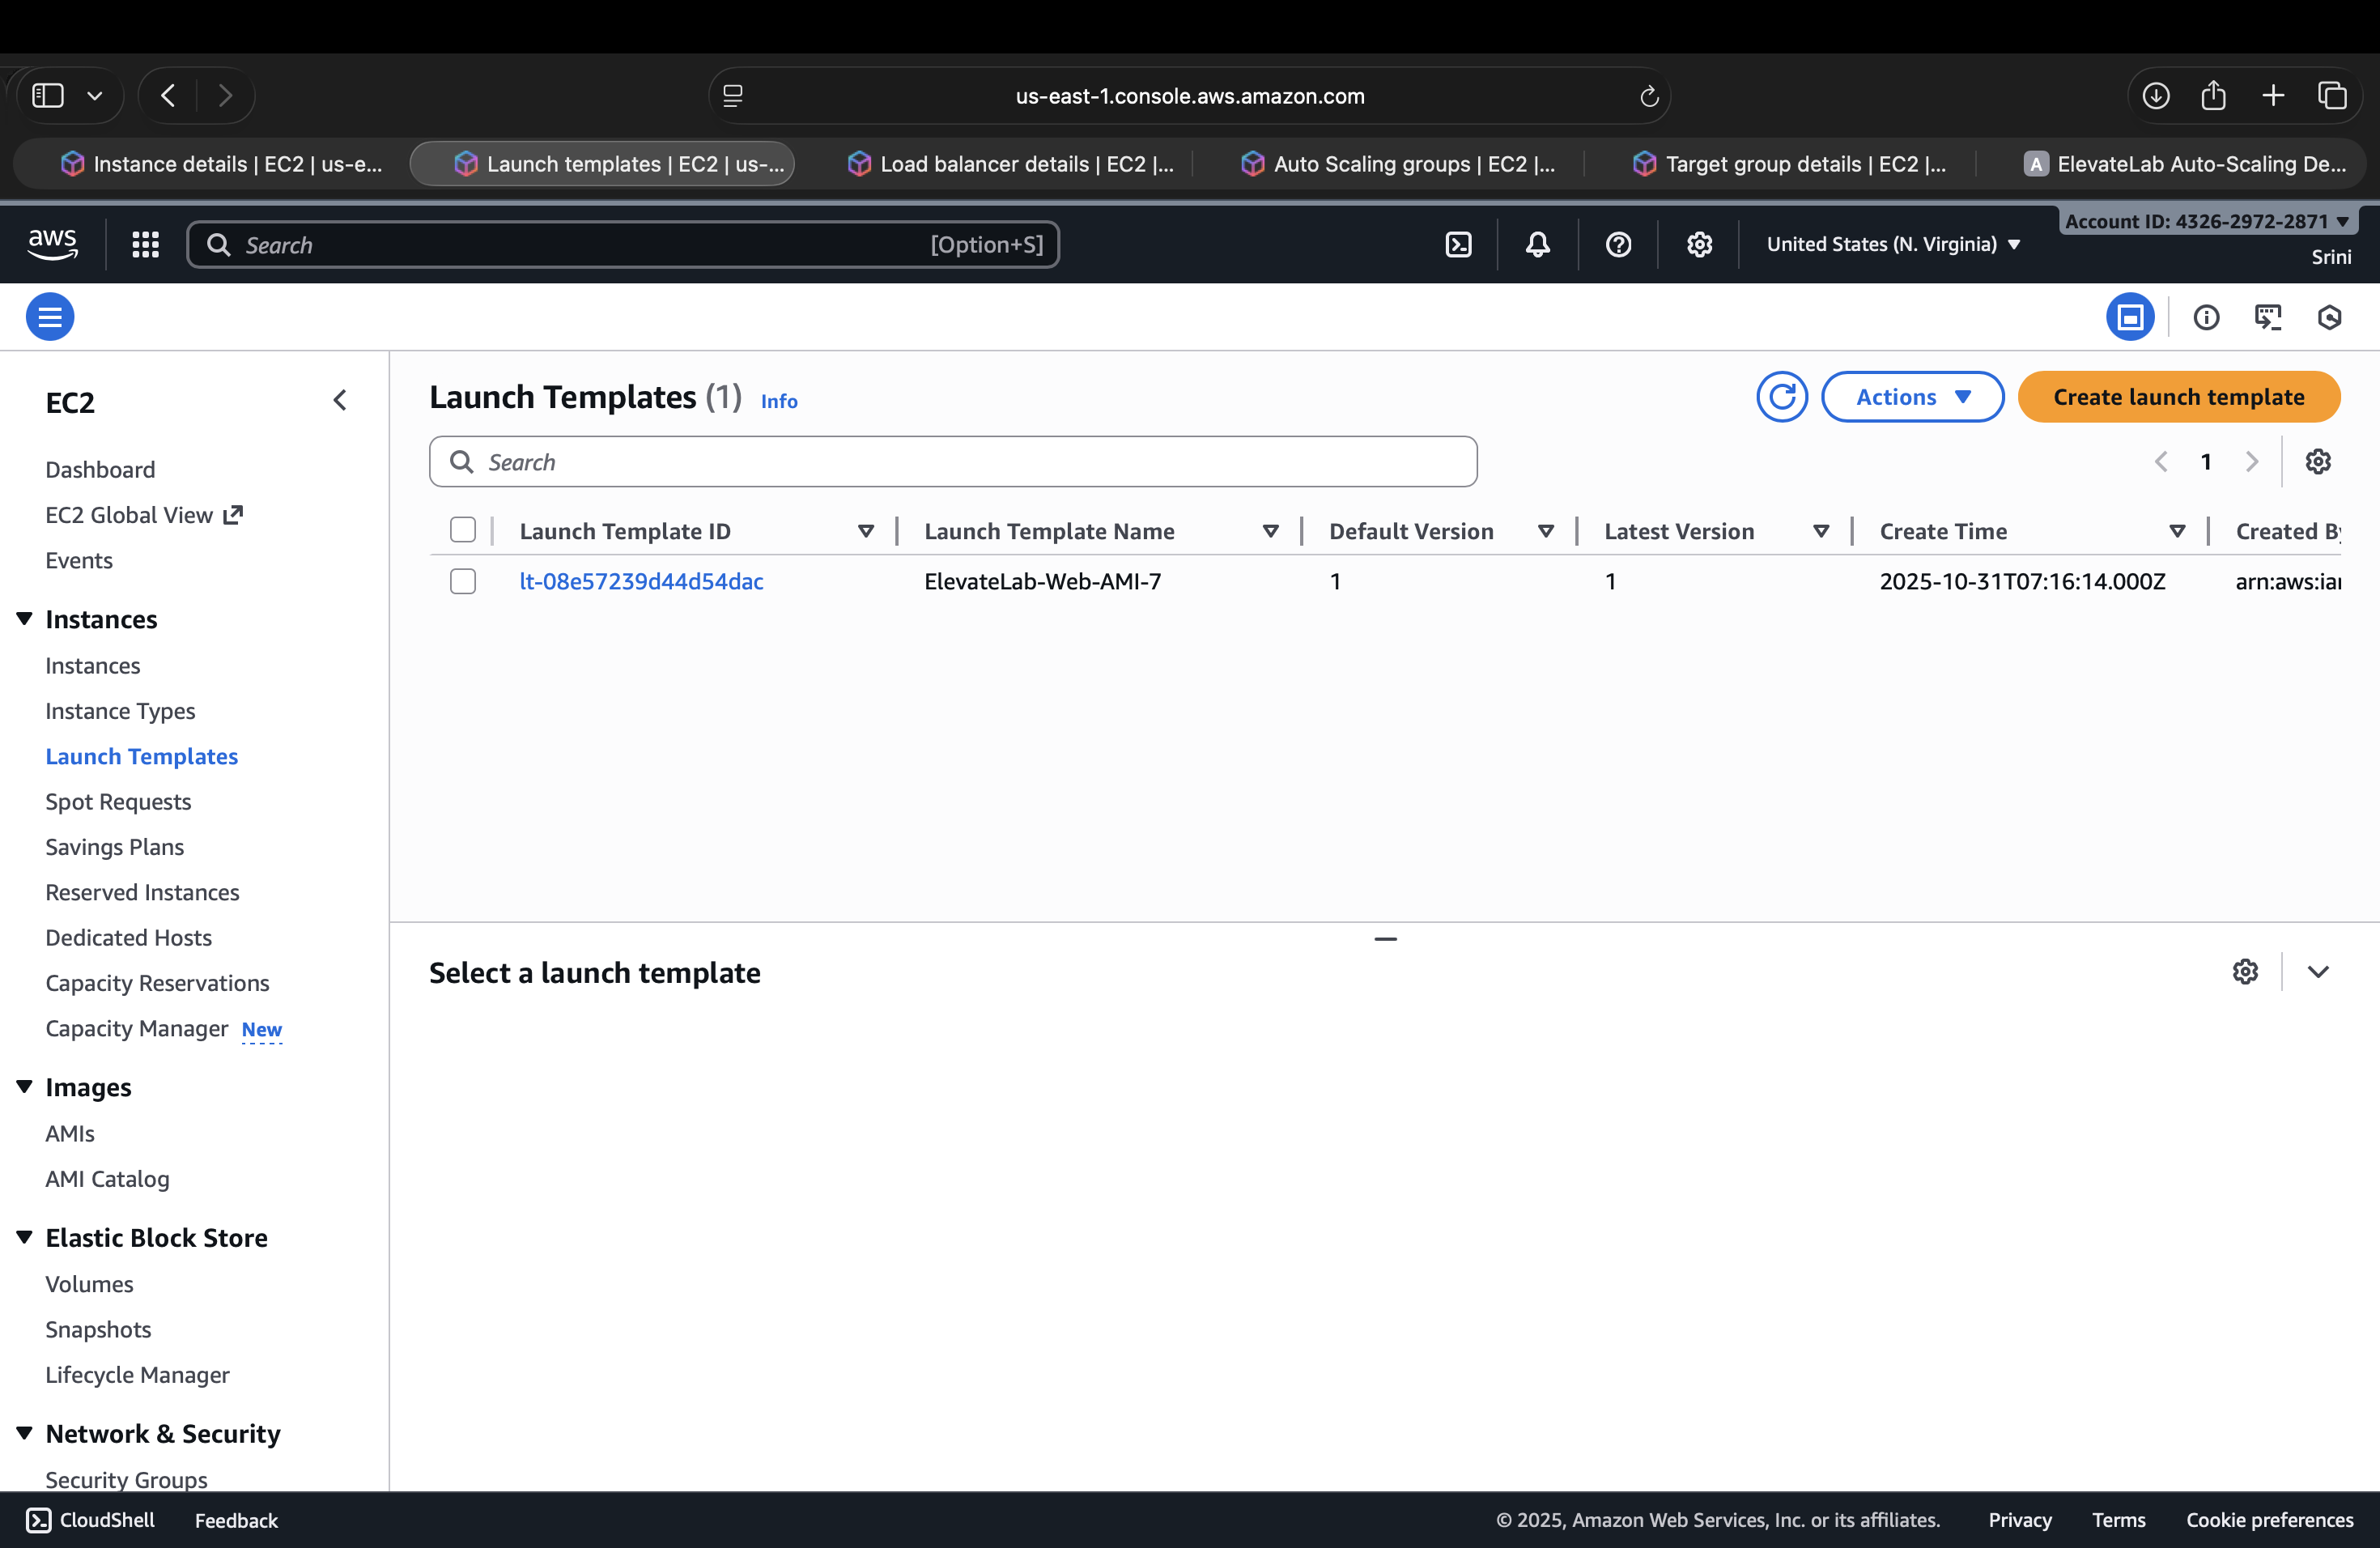 us-east-1.console.aws.amazon.com
Instance details | EC2 | us-e...
Launch templates | EC2 | us-...
Load balancer details | EC2 |...
Auto Scaling groups | EC2 |...
Target group details | EC2 |...
A ElevateLab Auto-Scaling De...
aws
Search [Option+S]
United States (N. Virginia)
Account ID: 4326-2972-2871
Srini
EC2
Dashboard
EC2 Global View
Events
Instances
Instances
Instance Types
Launch Templates
Spot Requests
Savings Plans
Reserved Instances
Dedicated Hosts
Capacity Reservations
Capacity Manager New
Images
AMIs
AMI Catalog
Elastic Block Store
Volumes
Snapshots
Lifecycle Manager
Network & Security
Security Groups
Launch Templates (1) Info
Actions
Create launch template
Search
1
Launch Template ID Launch Template Name Default Version Latest Version Create Time Created By
lt-08e57239d44d54dac ElevateLab-Web-AMI-7 1 1 2025-10-31T07:16:14.000Z arn:aws:iam
Select a launch template
CloudShell Feedback
© 2025, Amazon Web Services, Inc. or its affiliates. Privacy Terms Cookie preferences